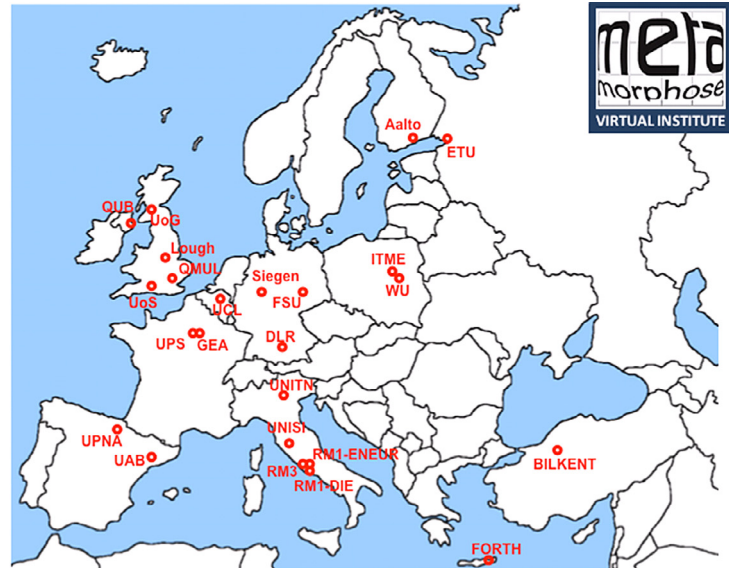 meta
morphose
VIRTUAL INSTITUTE
Aalto
ETU
QUB
UoG
Lough
QMUL
UoS
UCL
Siegen
FSU
ITME
WU
UPS
GEA
DLR
UNITN
UNISI
UPNA
UAB
RM3
RM1-ENEUR
RM1-DIE
BILKENT
FORTH